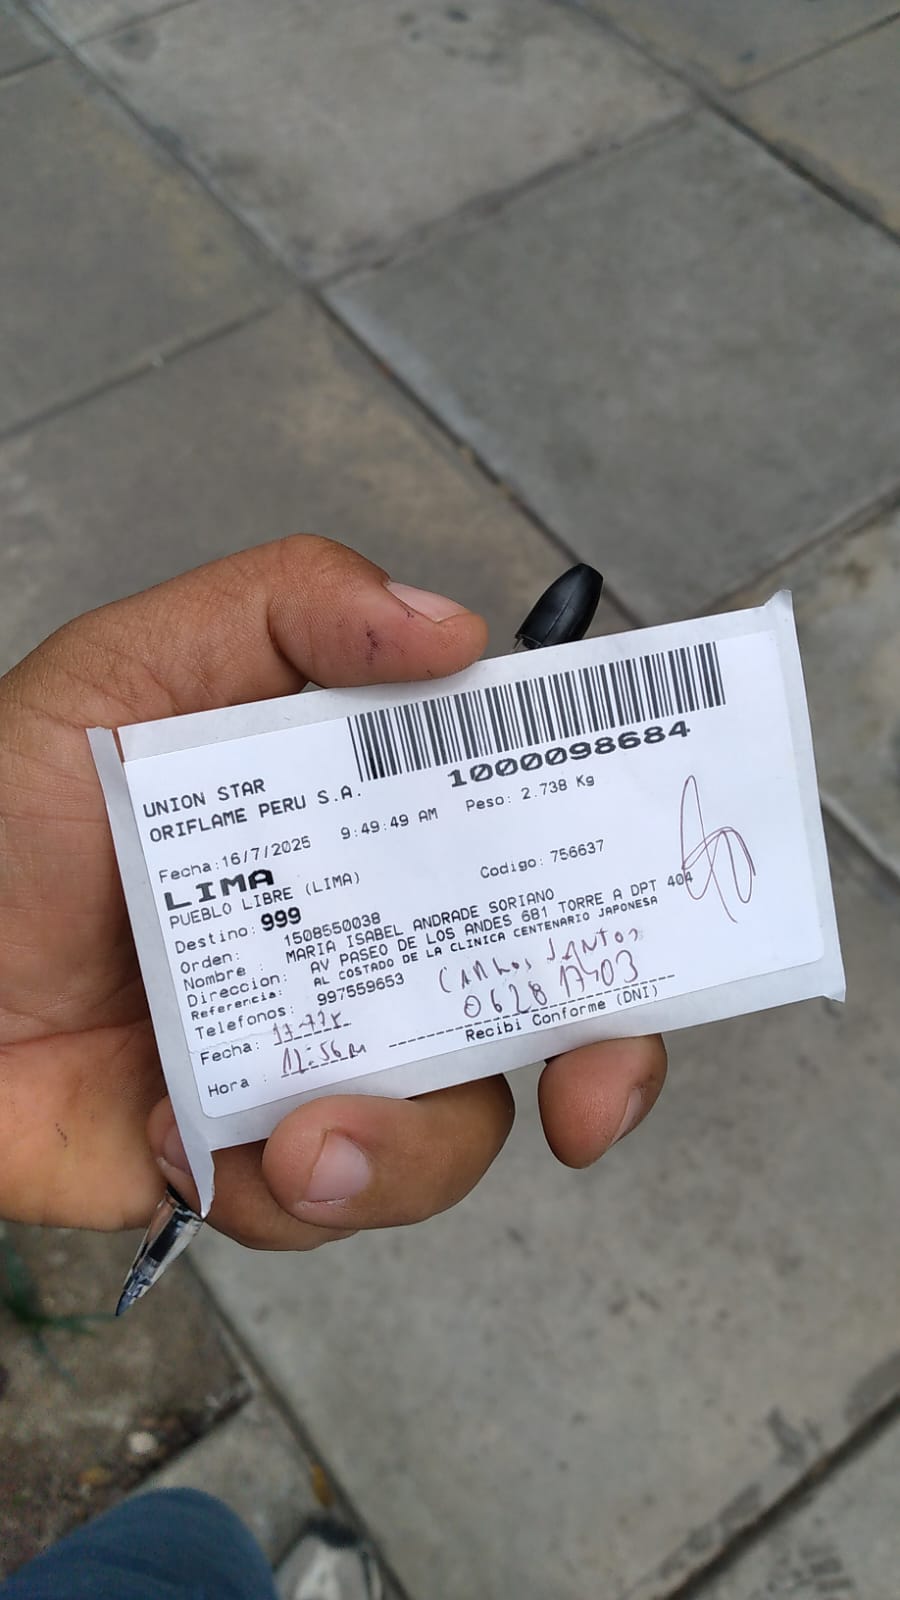 1000098684
UNION STAR
ORIFLAME PERU S.A.
Fecha:16/7/2025 9:49:49 AM Peso: 2.738 Kg
LIMA
PUEBLO LIBRE (LIMA) Codigo: 756637
Destino: 999
Orden: 1508550038
Nombre : MARIA ISABEL ANDRADE SORIANO
Direccion: AV PASEO DE LOS ANDES 681 TORRE A DPT 404
Referencia: AL COSTADO DE LA CLINICA CENTENARIO JAPONESA
Telefonos: 997559653
Carlos Santos
Fecha: 06281403
Hora : 12:56 Recibi Conforme (DNI)